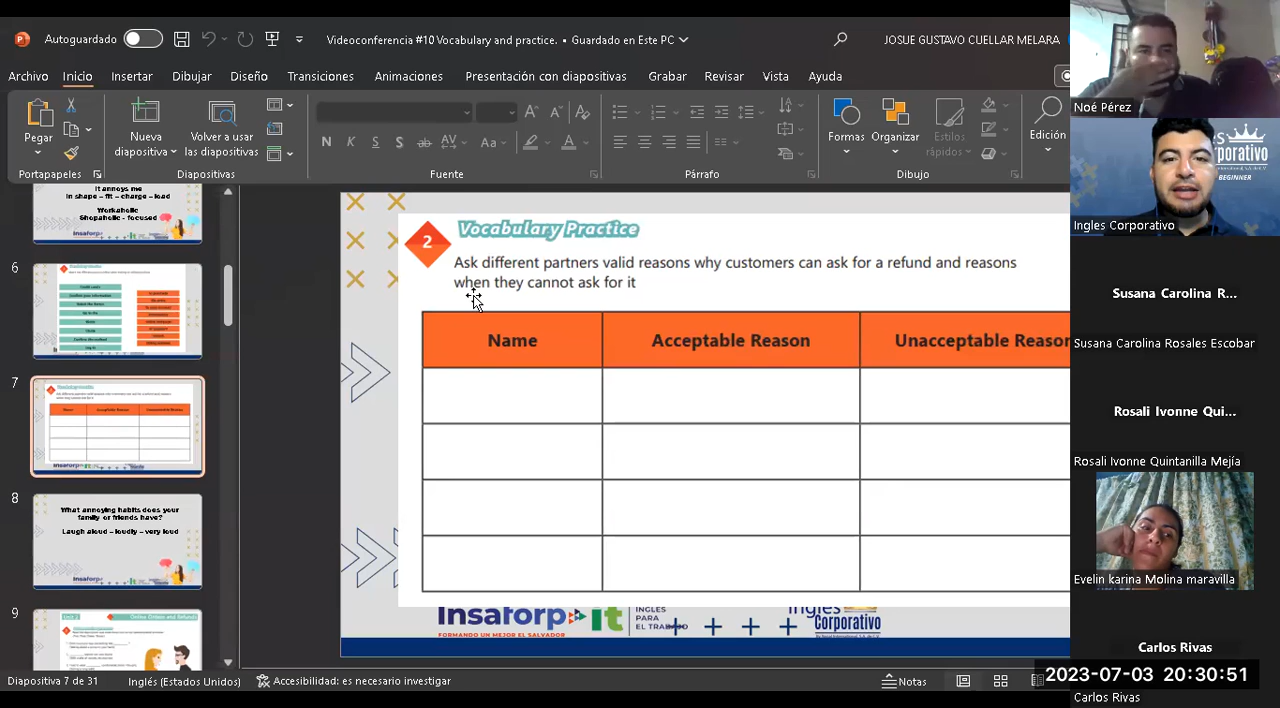 Autoguardado
Videoconferencia #10 Vocabulary and practice. • Guardado en Este PC
JOSUE GUSTAVO CUELLAR MELARA
Archivo Inicio Insertar Dibujar Diseño Transiciones Animaciones Presentación con diapositivas Grabar Revisar Vista Ayuda
Pegar
Nueva diapositiva
Volver a usar las diapositivas
N K S S ab AV Aa A
Formas
Organizar
Estilos rápidos
Edición
Portapapeles
Diapositivas
Fuente
Párrafo
Dibujo
It annoys me
In shape – fit – charge – lead
Workaholic
Shopaholic - focused
Insaforp
6
7
8
What annoying habits does your
family or friends have?
Laugh aloud – loudly – very loud
Insaforp
9
2
Vocabulary Practice
Ask different partners valid reasons why customers can ask for a refund and reasons
when they cannot ask for it
Name
Acceptable Reason
Unacceptable Reason
Insaforp it
FORMANDO UN MEJOR EL SALVADOR
INGLES
PARA
EL TRABAJO
Ingles
Corporativo
Diapositiva 7 de 31
Inglés (Estados Unidos)
Accesibilidad: es necesario investigar
Notas
Noé Pérez
BEGINNER
Ingles Corporativo
Susana Carolina R...
Susana Carolina Rosales Escobar
Rosali Ivonne Qui...
Rosali Ivonne Quintanilla Mejía
Evelin karina Molina maravilla
Carlos Rivas
2023-07-03 20:30:51
Carlos Rivas